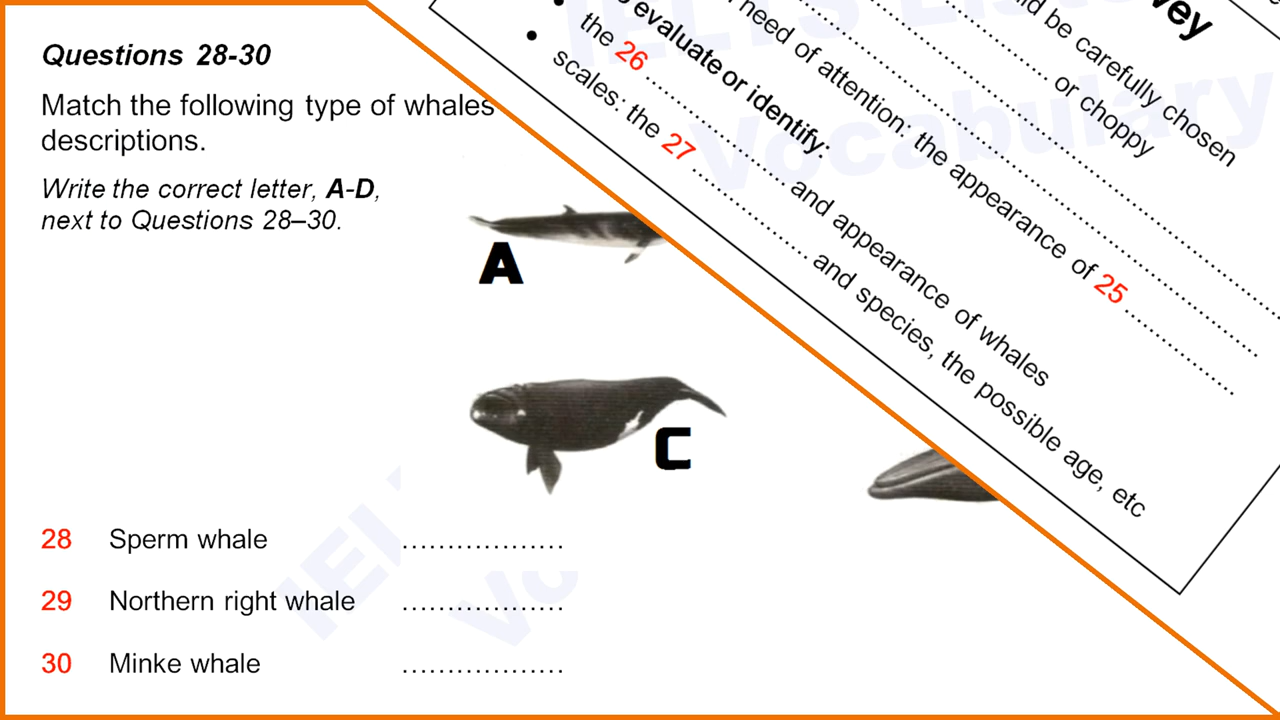 Questions 28-30
Match the following type of whales
descriptions.
Write the correct letter, A-D,
next to Questions 28–30.
A
C
28 Sperm whale ..................
29 Northern right whale ..................
30 Minke whale ..................
be carefully chosen
or choppy
need of attention: the appearance of 25 ..................
evaluate or identify:
the 26 .................. and appearance of whales
scales: the 27 .................. and species, the possible age, etc
IELTS
Vocabulary